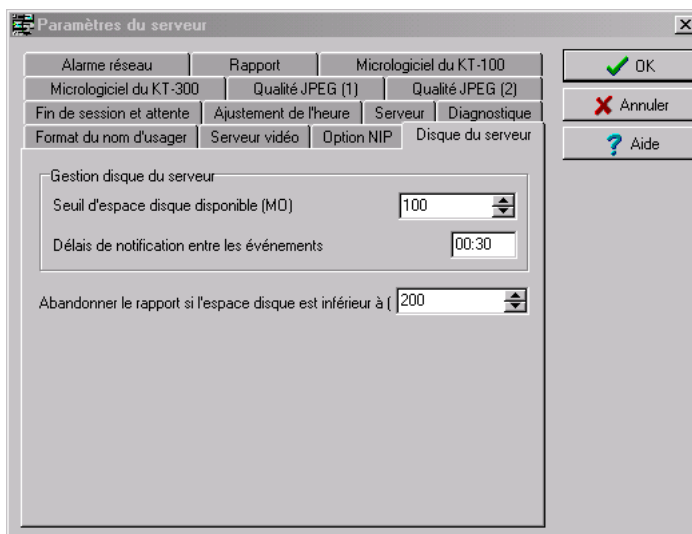 Paramètres du serveur
Alarme réseau Rapport Micrologiciel du KT-100
Micrologiciel du KT-300 Qualité JPEG (1) Qualité JPEG (2)
Fin de session et attente Ajustement de l'heure Serveur Diagnostique
Format du nom d'usager Serveur vidéo Option NIP Disque du serveur
Gestion disque du serveur
Seuil d'espace disque disponible (MO) 100
Délais de notification entre les événements 00:30
Abandonner le rapport si l'espace disque est inférieur à ( 200
OK
Annuler
Aide